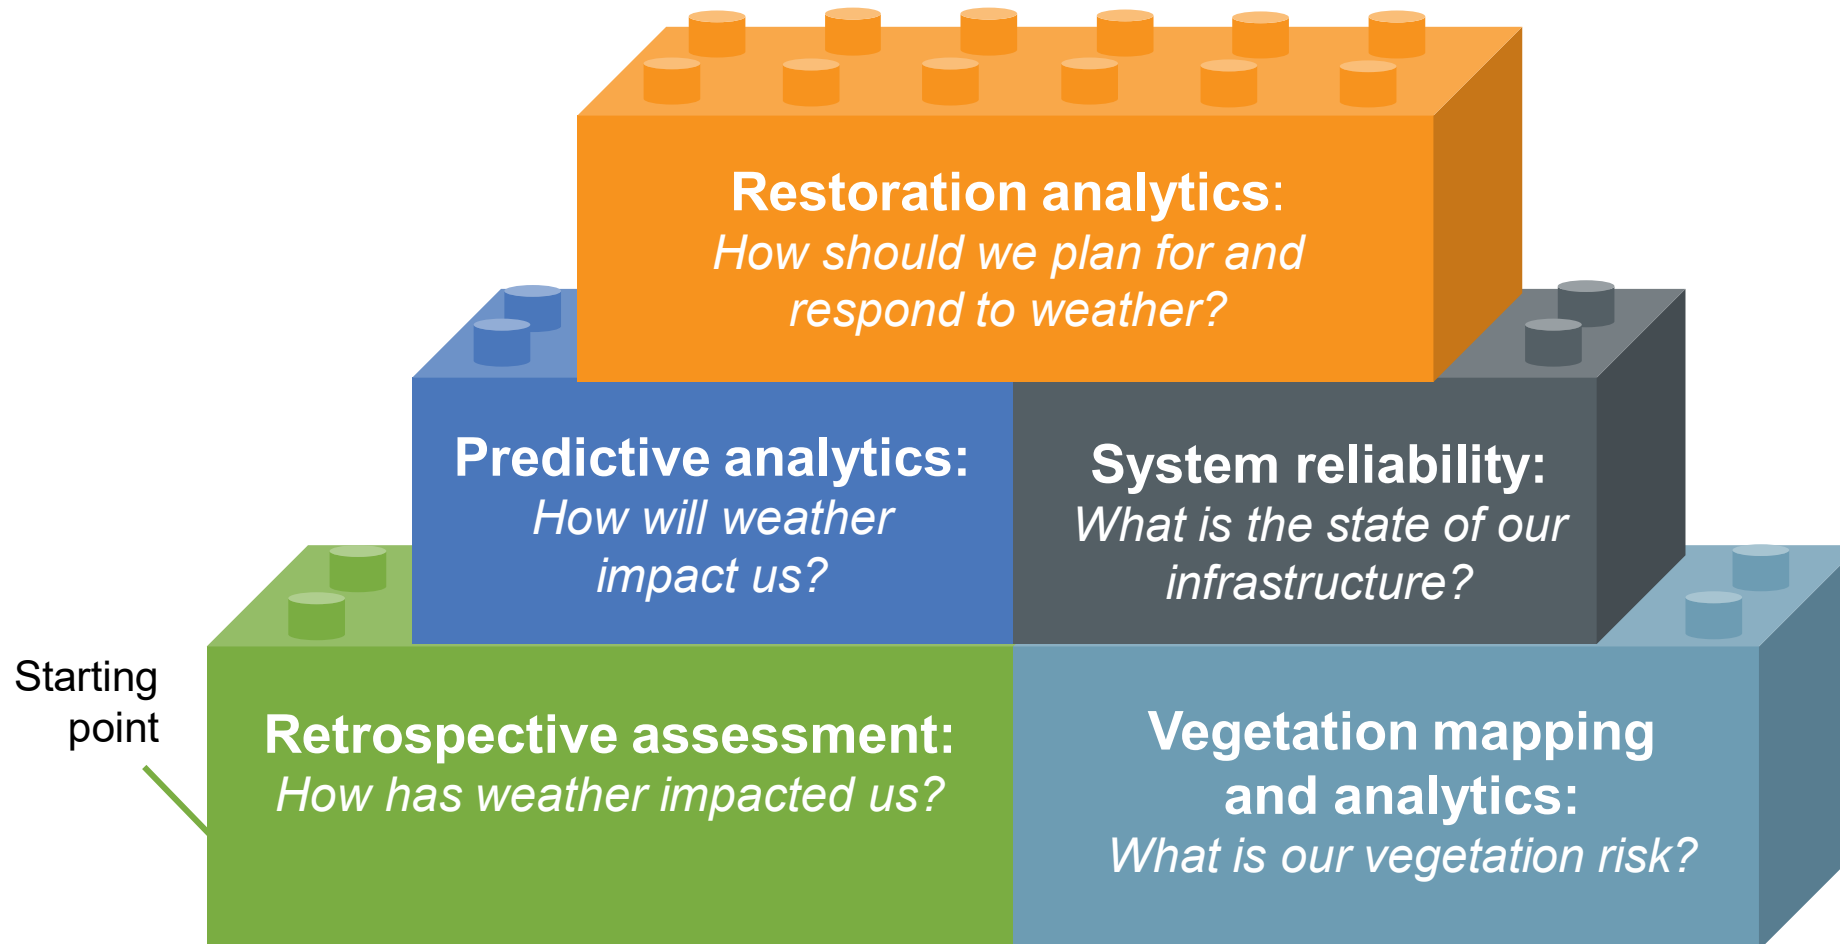 Restoration analytics:
How should we plan for and
respond to weather?
Predictive analytics:
How will weather
impact us?
System reliability:
What is the state of our
infrastructure?
Starting
point
Retrospective assessment:
How has weather impacted us?
Vegetation mapping
and analytics:
What is our vegetation risk?